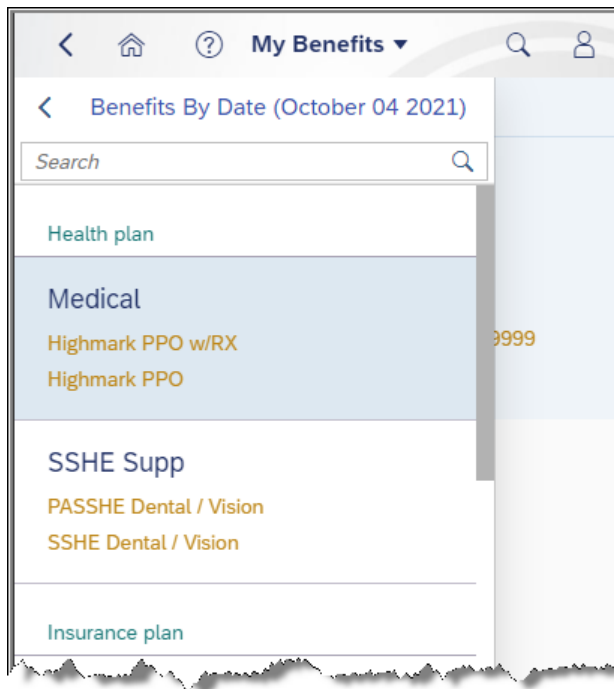 My Benefits
Benefits By Date (October 04 2021)
Search
Health plan
Medical
Highmark PPO w/RX
9999
Highmark PPO
SSHE Supp
PASSHE Dental / Vision
SSHE Dental / Vision
Insurance plan